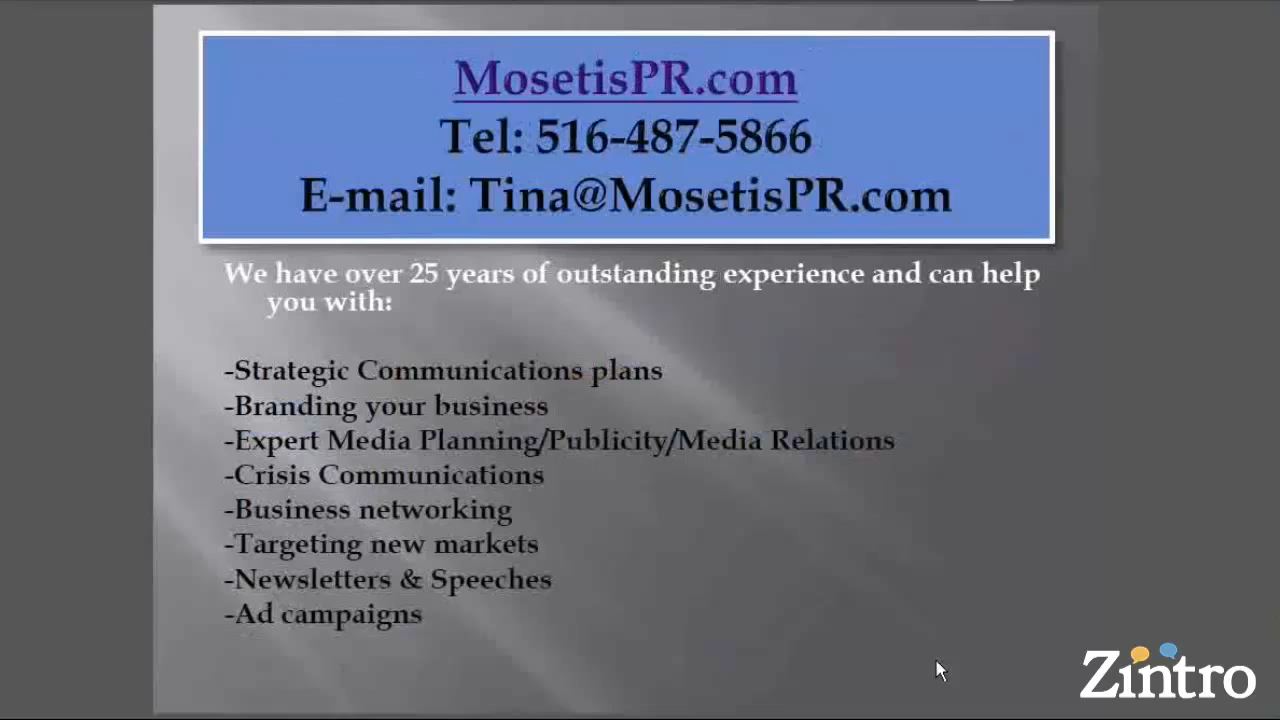 MosetisPR.com
Tel: 516-487-5866
E-mail: Tina@MosetisPR.com
We have over 25 years of outstanding experience and can help
you with:
-Strategic Communications plans
-Branding your business
-Expert Media Planning/Publicity/Media Relations
-Crisis Communications
-Business networking
-Targeting new markets
-Newsletters & Speeches
-Ad campaigns
Zintro